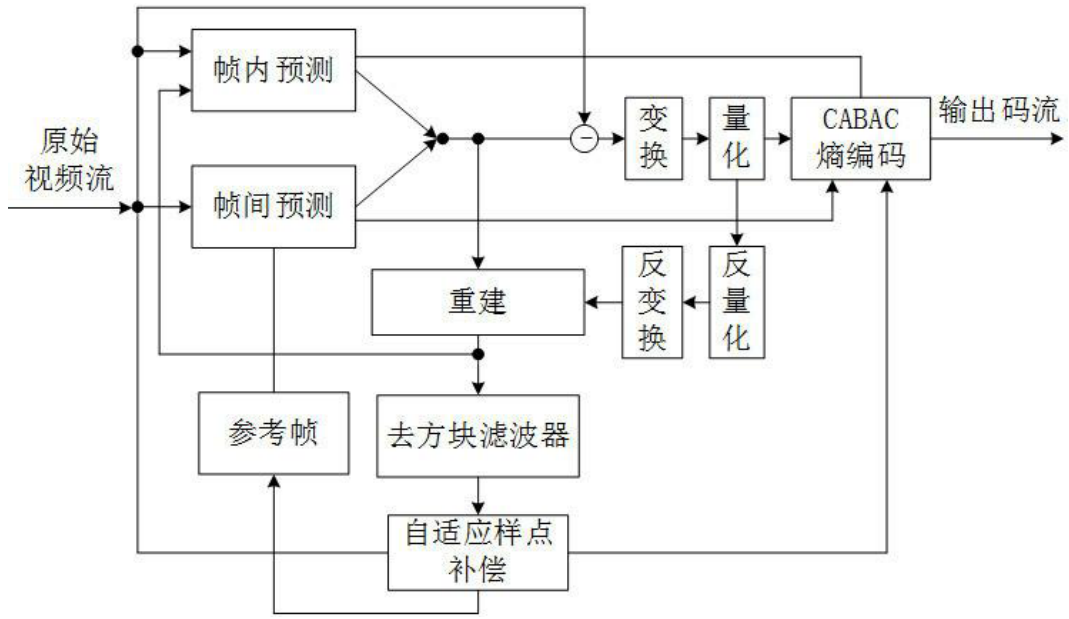 原始
视频流
帧内预测
帧间预测
变
换
量
化
CABAC
熵编码
输出码流
重建
反
变
换
反
量
化
参考帧
去方块滤波器
自适应样点
补偿